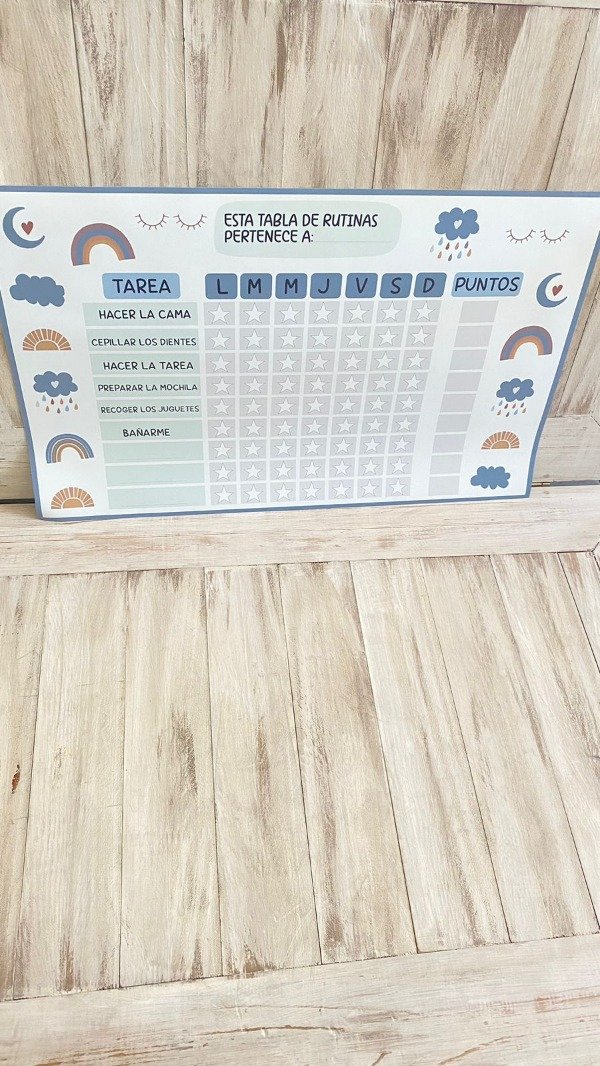 ESTA TABLA DE RUTINAS
PERTENECE A:
TAREA L M M J V S D PUNTOS
HACER LA CAMA
CEPILLAR LOS DIENTES
HACER LA TAREA
PREPARAR LA MOCHILA
RECOGER LOS JUGUETES
BAÑARME